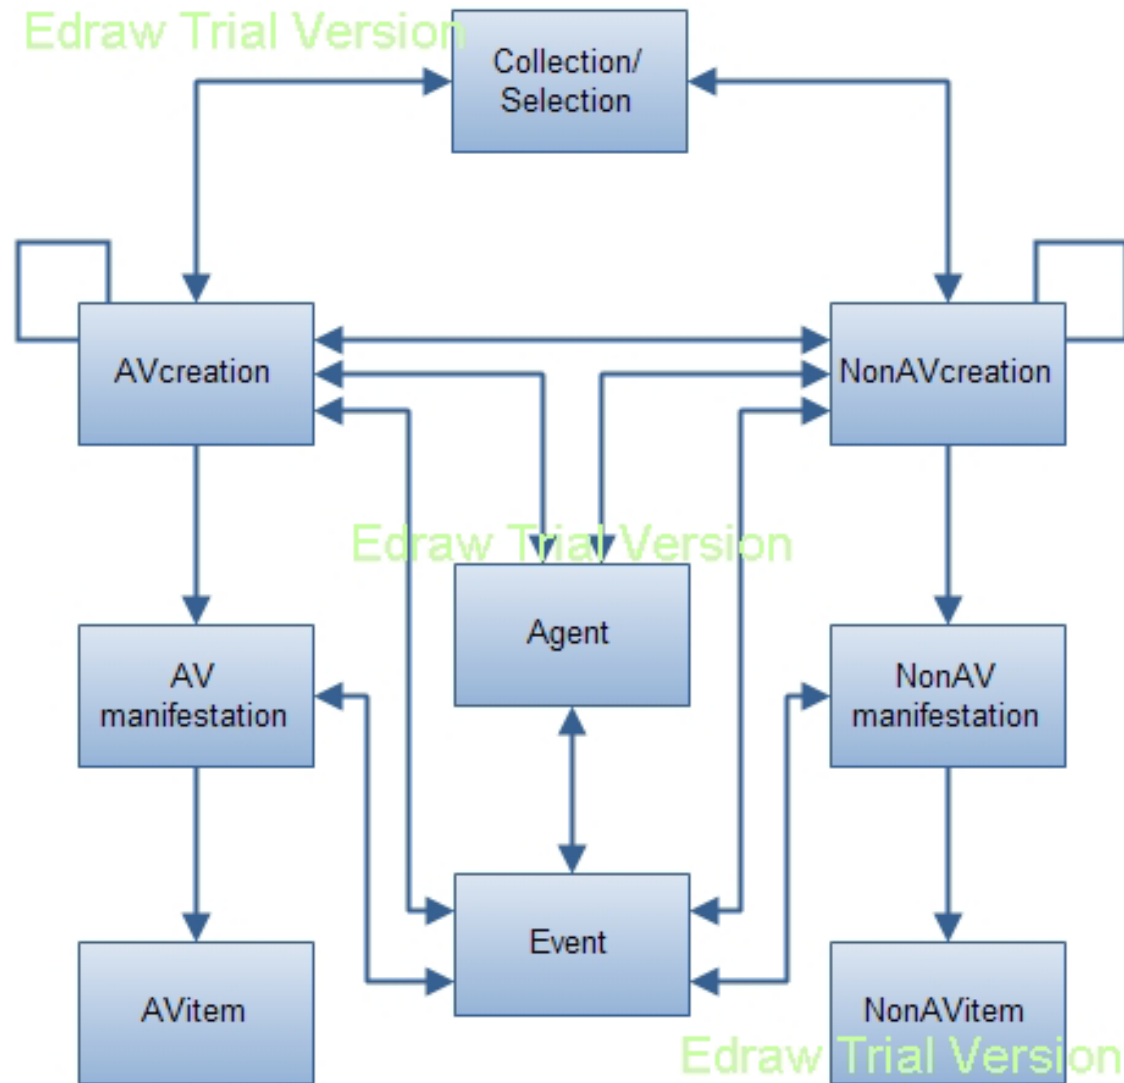 Edraw Trial Version
Collection/
Selection
AVcreation
NonAVcreation
Edraw Trial Version
Agent
AV
manifestation
NonAV
manifestation
Event
AVitem
NonAVitem
Edraw Trial Version